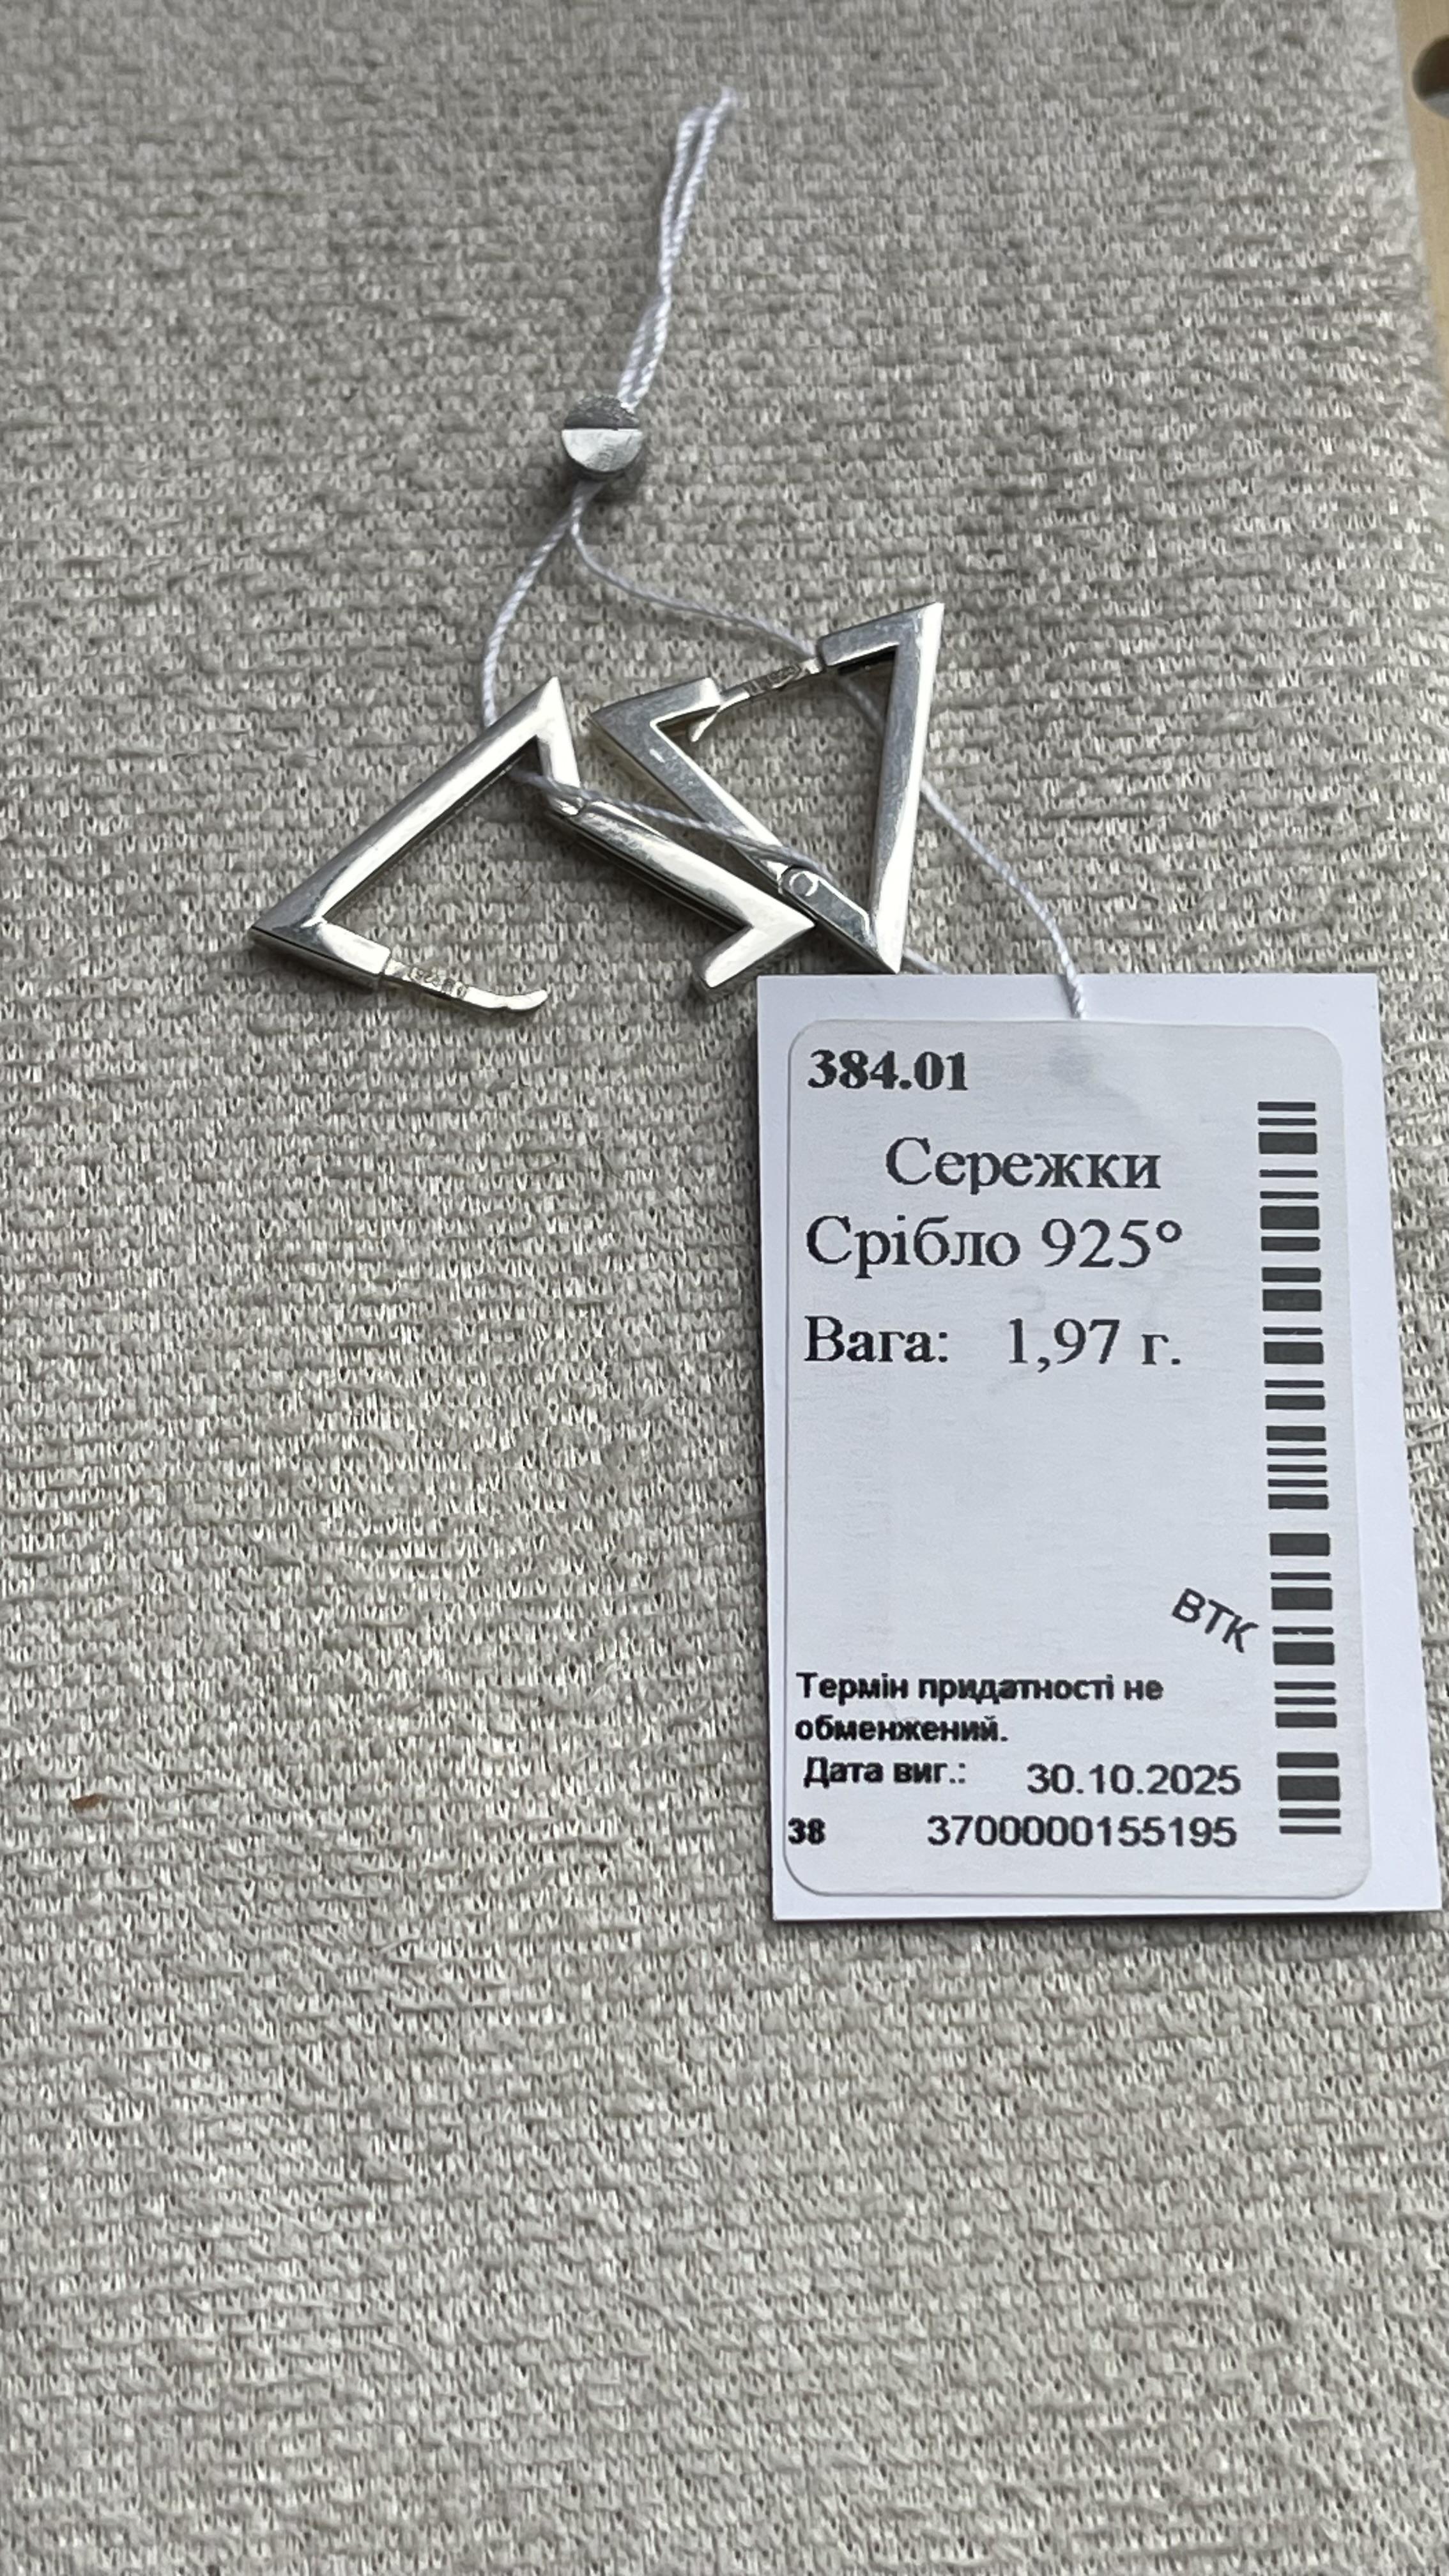 384.01
Сережки
Срібло 925°
Вага: 1,97 г.
ВТК
Термін придатності не
обменжений.
Дата виг.: 30.10.2025
38 3700000155195